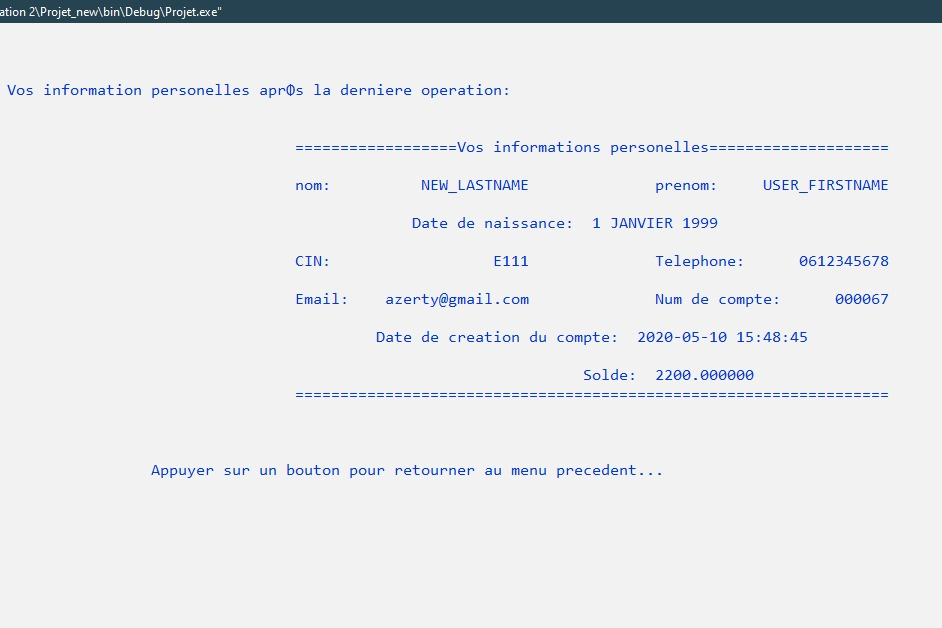 ation 2\Projet_new\bin\Debug\Projet.exe"
Vos information personelles aprÞs la derniere operation:
==================Vos informations personelles====================
nom: NEW_LASTNAME prenom: USER_FIRSTNAME
Date de naissance: 1 JANVIER 1999
CIN: E111 Telephone: 0612345678
Email: azerty@gmail.com Num de compte: 000067
Date de creation du compte: 2020-05-10 15:48:45
Solde: 2200.000000
==================================================================
Appuyer sur un bouton pour retourner au menu precedent...